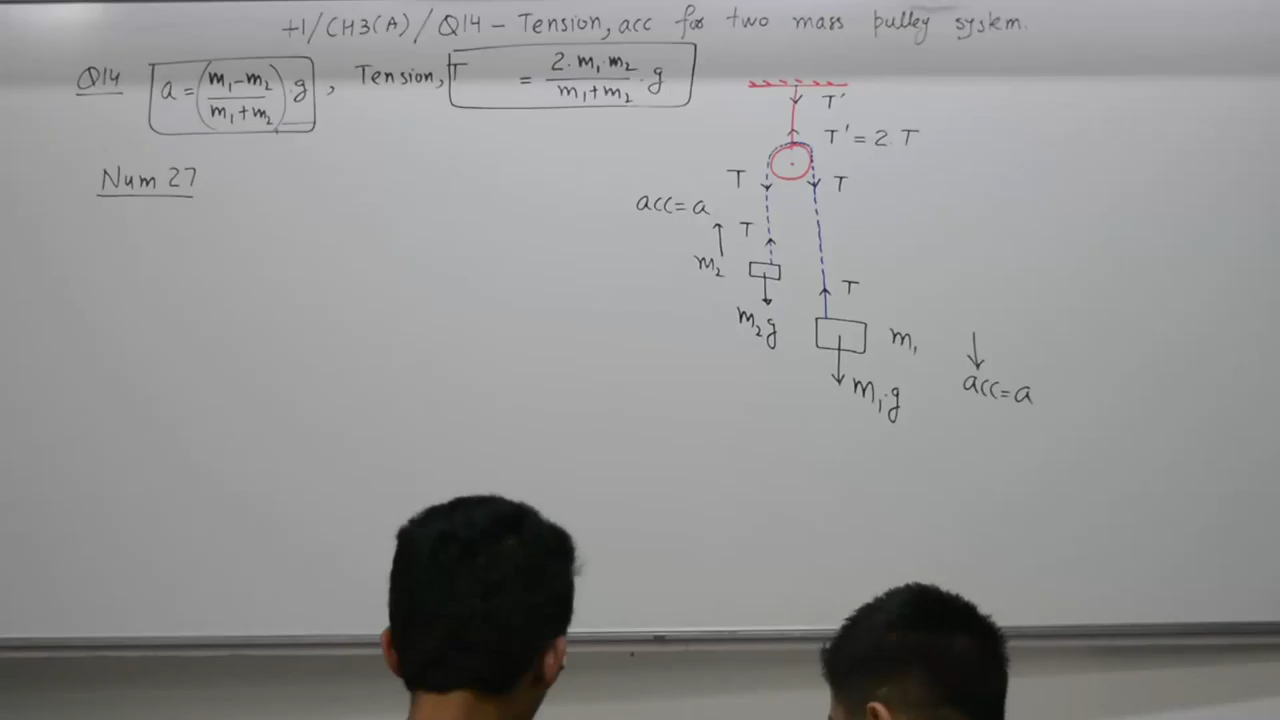 +1/CH3(A)/Q14 - Tension, acc for two mass pulley system.
Q14 a = (m₁-m₂ / m₁+m₂)·g , Tension, T = 2·m₁·m₂ / m₁+m₂ · g
Num 27
T'
T' = 2.T
T T
acc = a
T
m₂
m₂g
T
m₁
m₁·g
acc = a